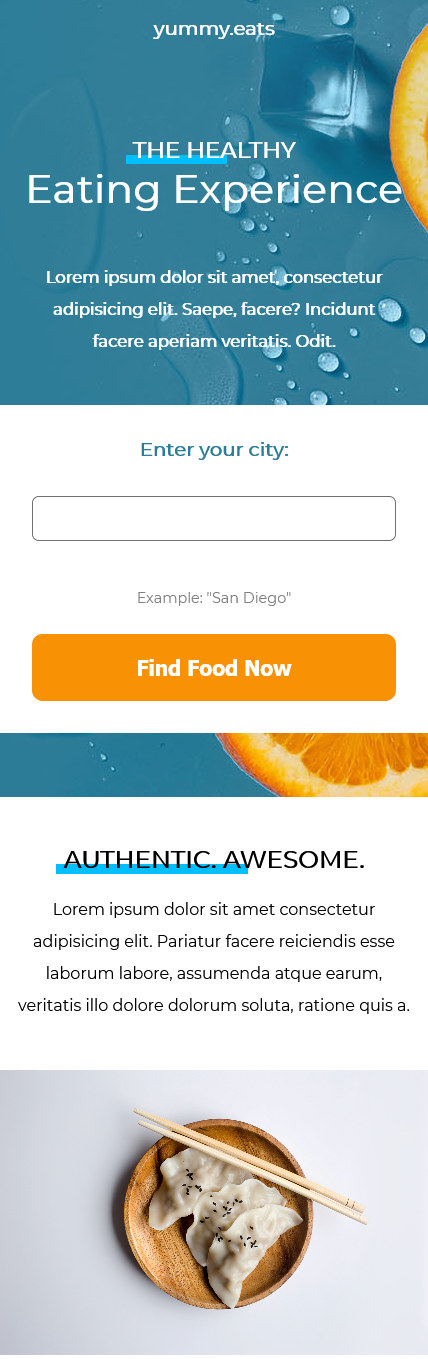 yummy.eats
THE HEALTHY
Eating Experience
Lorem ipsum dolor sit amet, consectetur
adipisicing elit. Saepe, facere? Incidunt
facere aperiam veritatis. Odit.
Enter your city:
Example: "San Diego"
Find Food Now
AUTHENTIC. AWESOME.
Lorem ipsum dolor sit amet consectetur
adipisicing elit. Pariatur facere reiciendis esse
laborum labore, assumenda atque earum,
veritatis illo dolore dolorum soluta, ratione quis a.